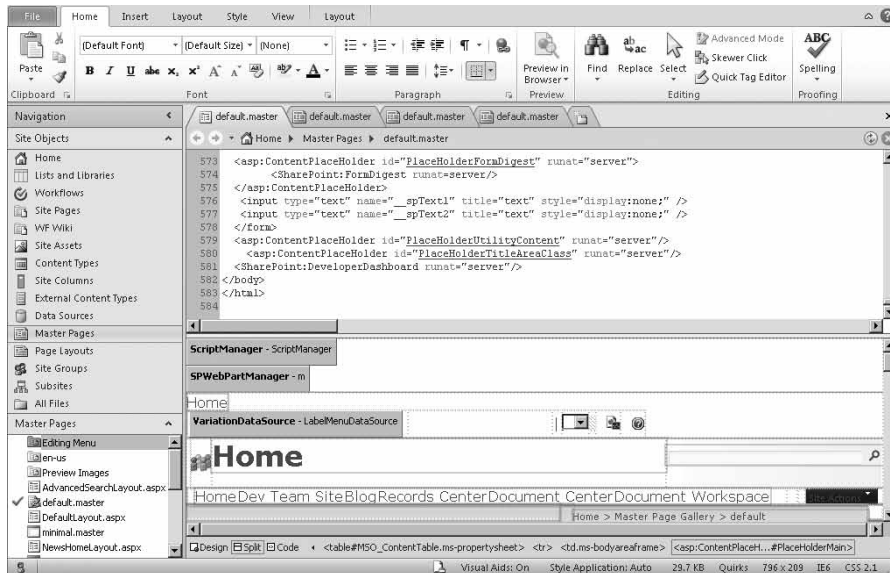 File Home Insert Layout Style View Layout
Paste
Clipboard
(Default Font) (Default Size) (None)
B I U abc x, x² A A ab A
Font
Paragraph
Preview in Browser
Preview
Find Replace Select
Advanced Mode
Skewer Click
Quick Tag Editor
Editing
ABC
Spelling
Proofing
Navigation
Site Objects
Home
Lists and Libraries
Workflows
Site Pages
WF Wiki
Site Assets
Content Types
Site Columns
External Content Types
Data Sources
Master Pages
Page Layouts
Site Groups
Subsites
All Files
Master Pages
Editing Menu
en-us
Preview Images
AdvancedSearchLayout.aspx
default.master
DefaultLayout.aspx
minimal.master
NewsHomeLayout.aspx
default.master default.master default.master default.master
Home Master Pages default.master
573 <asp:ContentPlaceHolder id="PlaceHolderFormDigest" runat="server">
574 <SharePoint:FormDigest runat=server/>
575 </asp:ContentPlaceHolder>
576 <input type="text" name="__spText1" title="text" style="display:none;" />
577 <input type="text" name="__spText2" title="text" style="display:none;" />
578 </form>
579 <asp:ContentPlaceHolder id="PlaceHolderUtilityContent" runat="server"/>
580 <asp:ContentPlaceHolder id="PlaceHolderTitleAreaClass" runat="server"/>
581 <SharePoint:DeveloperDashboard runat="server"/>
582 </body>
583 </html>
584
ScriptManager - ScriptManager
SPWebPartManager - m
Home
VariationDataSource - LabelMenuDataSource
Home
HomeDev Team SiteBlogRecords CenterDocument CenterDocument Workspace
Site Actions
Home > Master Page Gallery > default
Design Split Code <table#MSO_ContentTable.ms-propertysheet> <tr> <td.ms-bodyareaframe> <asp:ContentPlaceH...#PlaceHolderMain>
Visual Aids: On Style Application: Auto 29.7 KB Quirks 796 x 209 IE6 CSS 2.1